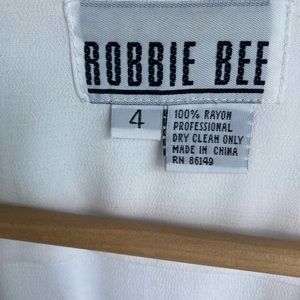 ROBBIE BEE
4
100% RAYON
PROFESSIONAL
DRY CLEAN ONLY
MADE IN CHINA
RN 86149